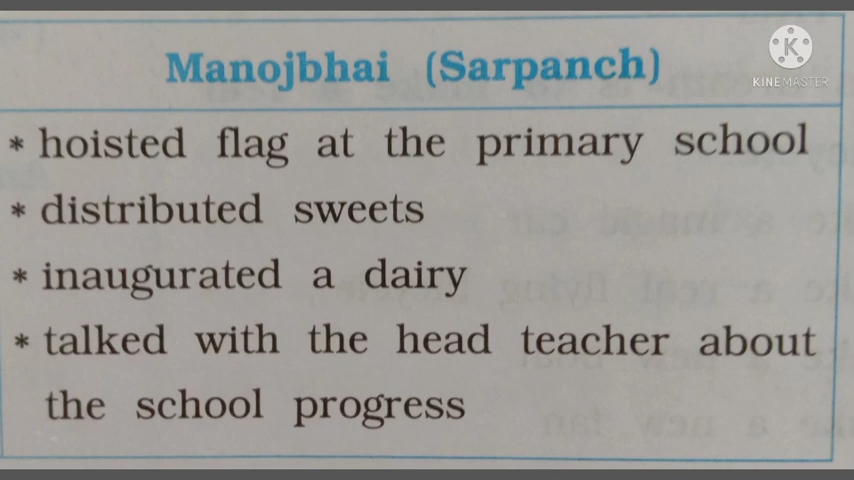 Manojbhai (Sarpanch)
KINEMASTER
* hoisted flag at the primary school
* distributed sweets
* inaugurated a dairy
* talked with the head teacher about
the school progress